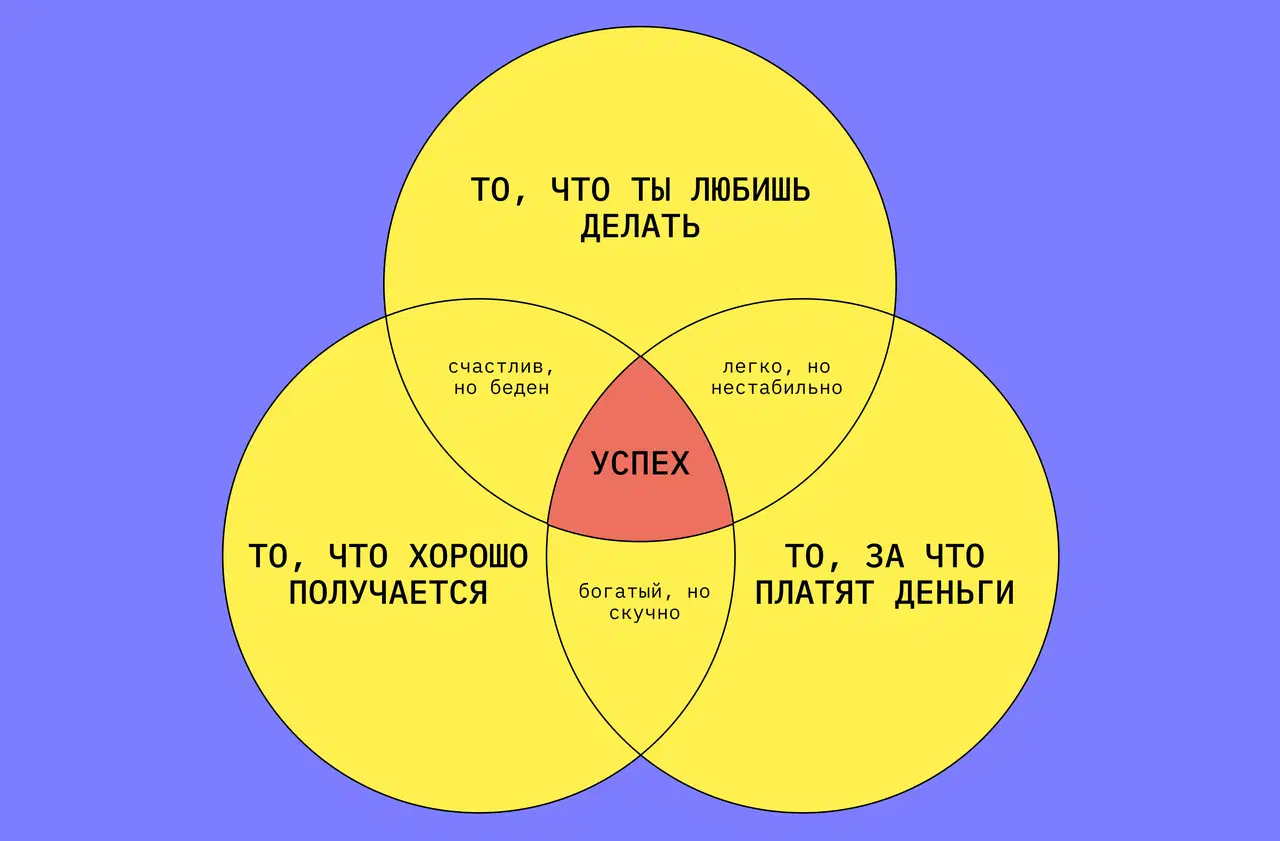 ТО, ЧТО ТЫ ЛЮБИШЬ
ДЕЛАТЬ
счастлив,
но беден
легко, но
нестабильно
УСПЕХ
ТО, ЧТО ХОРОШО
ПОЛУЧАЕТСЯ
ТО, ЗА ЧТО
ПЛАТЯТ ДЕНЬГИ
богатый, но
скучно